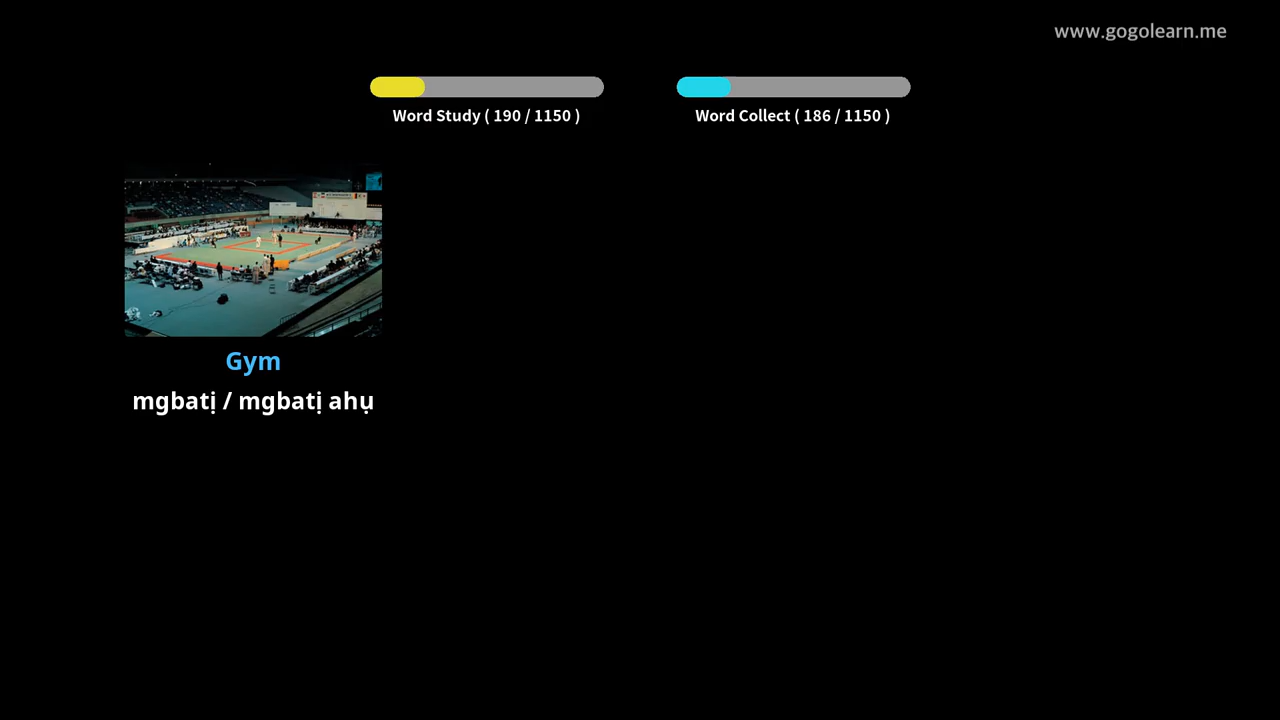 www.gogolearn.me
Word Study ( 190 / 1150 )
Word Collect ( 186 / 1150 )
Gym
mgbatị / mgbatị ahụ